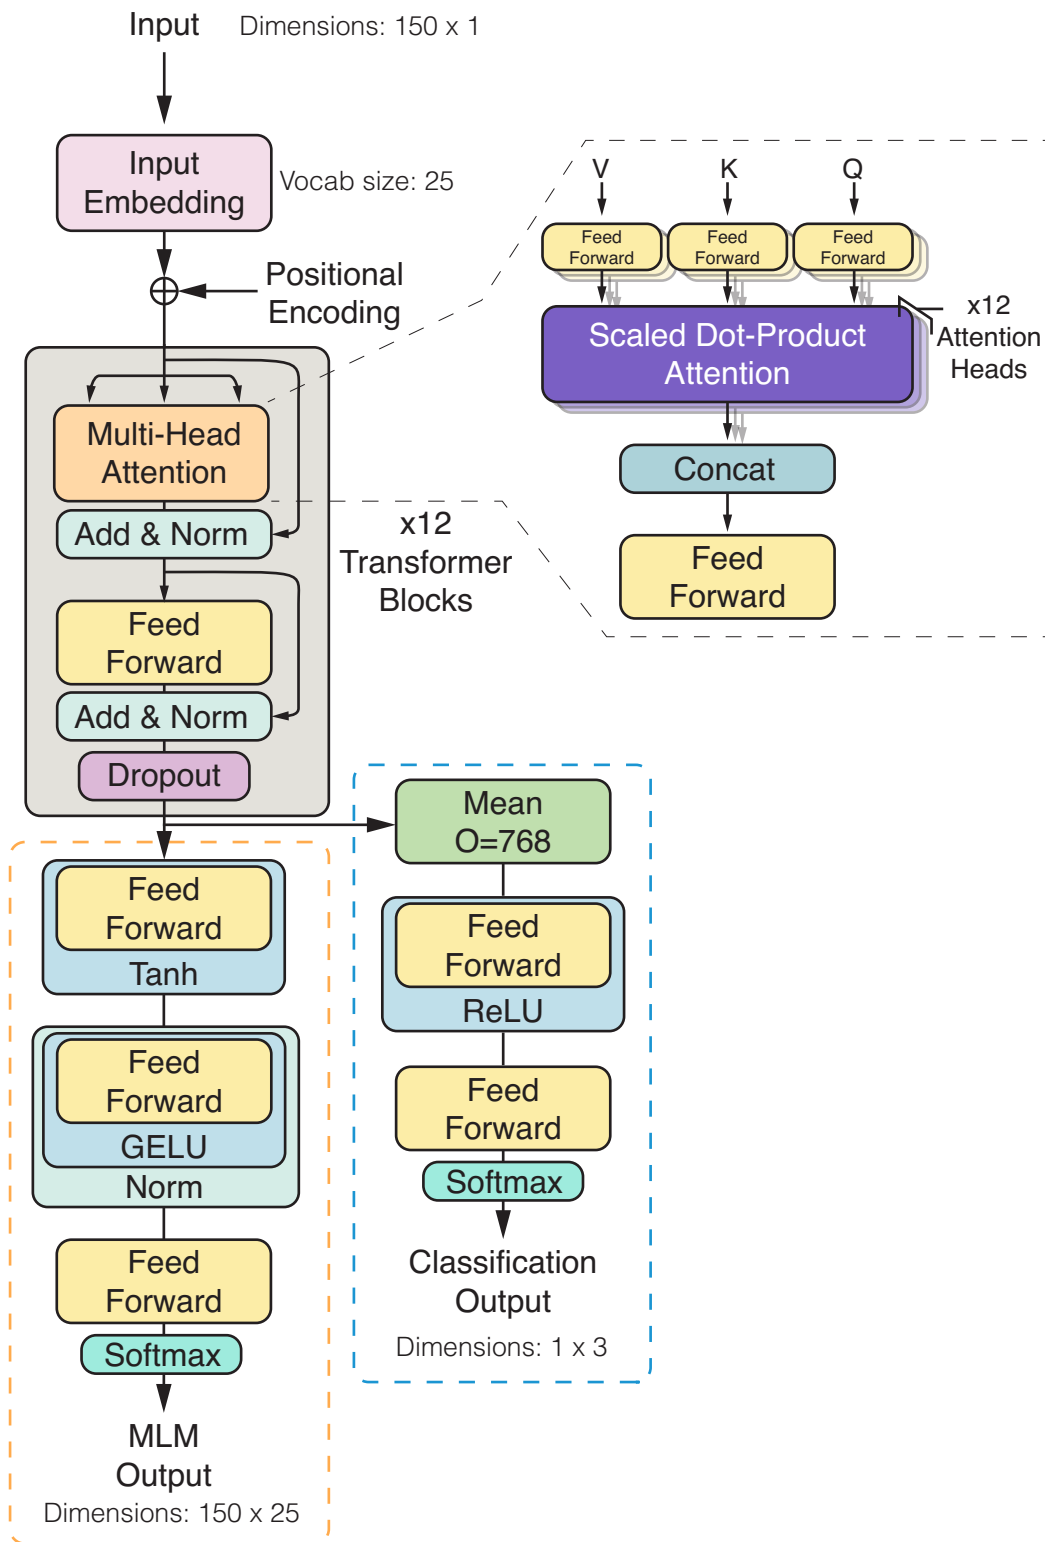 Input
Dimensions: 150 x 1
Input
Embedding
Vocab size: 25
Positional
Encoding
Multi-Head
Attention
Add & Norm
Feed
Forward
Add & Norm
Dropout
x12
Transformer
Blocks
V
K
Q
Feed
Forward
Feed
Forward
Feed
Forward
Scaled Dot-Product
Attention
x12
Attention
Heads
Concat
Feed
Forward
Feed
Forward
Tanh
Feed
Forward
GELU
Norm
Feed
Forward
Softmax
MLM
Output
Dimensions: 150 x 25
Mean
O=768
Feed
Forward
ReLU
Feed
Forward
Softmax
Classification
Output
Dimensions: 1 x 3